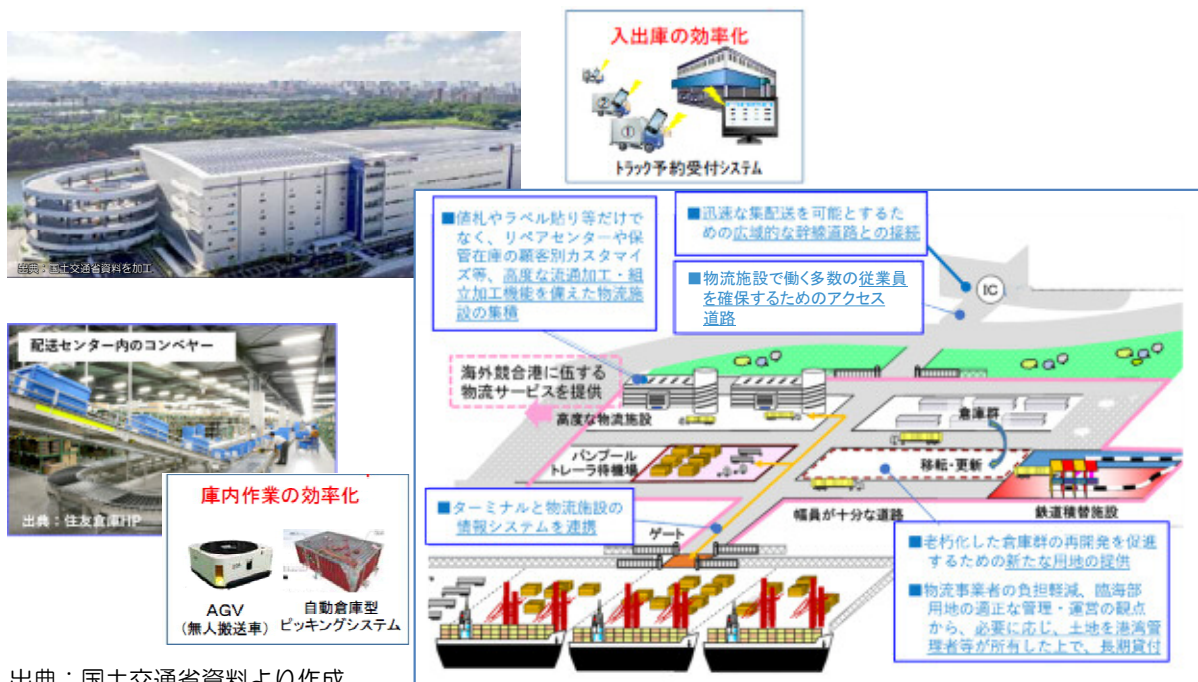 入出庫の効率化
②
①
トラック予約受付システム
出典：国土交通省資料を加工
■値札やラベル貼り等だけで
なく、リペアセンターや保
管在庫の顧客別カスタマイ
ズ等、高度な流通加工・組
立加工機能を備えた物流施
設の集積
■迅速な集配送を可能とするた
めの広域的な幹線道路との接続
■物流施設で働く多数の従業員
を確保するためのアクセス
道路
IC
海外競合港に伍する
物流サービスを提供
高度な物流施設
倉庫群
バンプール
トレーラ待機場
移転・更新
■ターミナルと物流施設の
情報システムを連携
ゲート
幅員が十分な道路
鉄道積替施設
■老朽化した倉庫群の再開発を促進
するための新たな用地の提供
■物流事業者の負担軽減、臨海部
用地の適正な管理・運営の観点
から、必要に応じ、土地を港湾管
理者等が所有した上で、長期貸付
配送センター内のコンベヤー
出典：住友倉庫HP
庫内作業の効率化
AGV
（無人搬送車）
自動倉庫型
ピッキングシステム
出典：国土交通省資料より作成